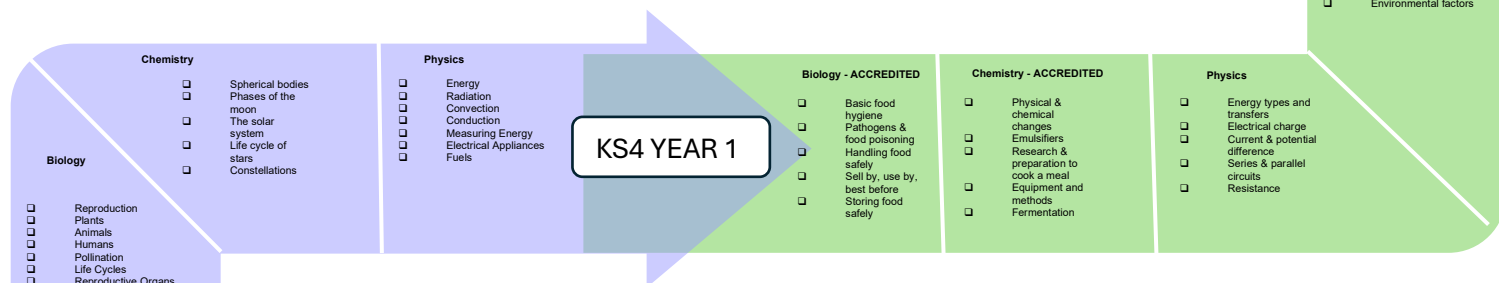 Environmental factors
Chemistry
Spherical bodies
Phases of the
moon
The solar
system
Life cycle of
stars
Constellations
Physics
Energy
Radiation
Convection
Conduction
Measuring Energy
Electrical Appliances
Fuels
Biology
Reproduction
Plants
Animals
Humans
Pollination
Life Cycles
Reproductive Organs
KS4 YEAR 1
Biology - ACCREDITED
Basic food
hygiene
Pathogens &
food poisoning
Handling food
safely
Sell by, use by,
best before
Storing food
safely
Chemistry - ACCREDITED
Physical &
chemical
changes
Emulsifiers
Research &
preparation to
cook a meal
Equipment and
methods
Fermentation
Physics
Energy types and
transfers
Electrical charge
Current & potential
difference
Series & parallel
circuits
Resistance